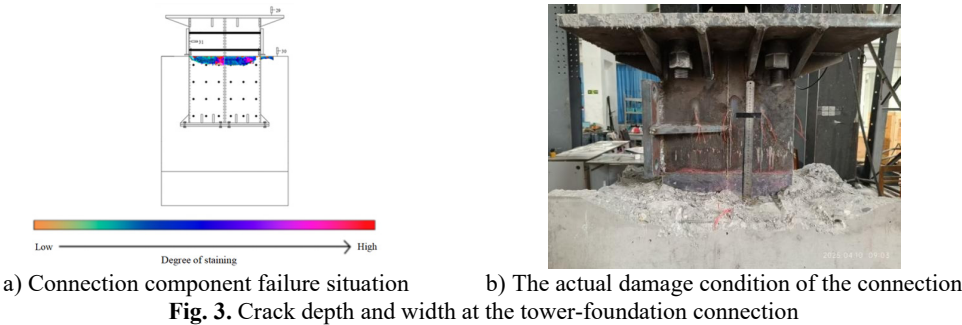 Low
High
Degree of staining
a) Connection component failure situation
b) The actual damage condition of the connection
Fig. 3. Crack depth and width at the tower-foundation connection